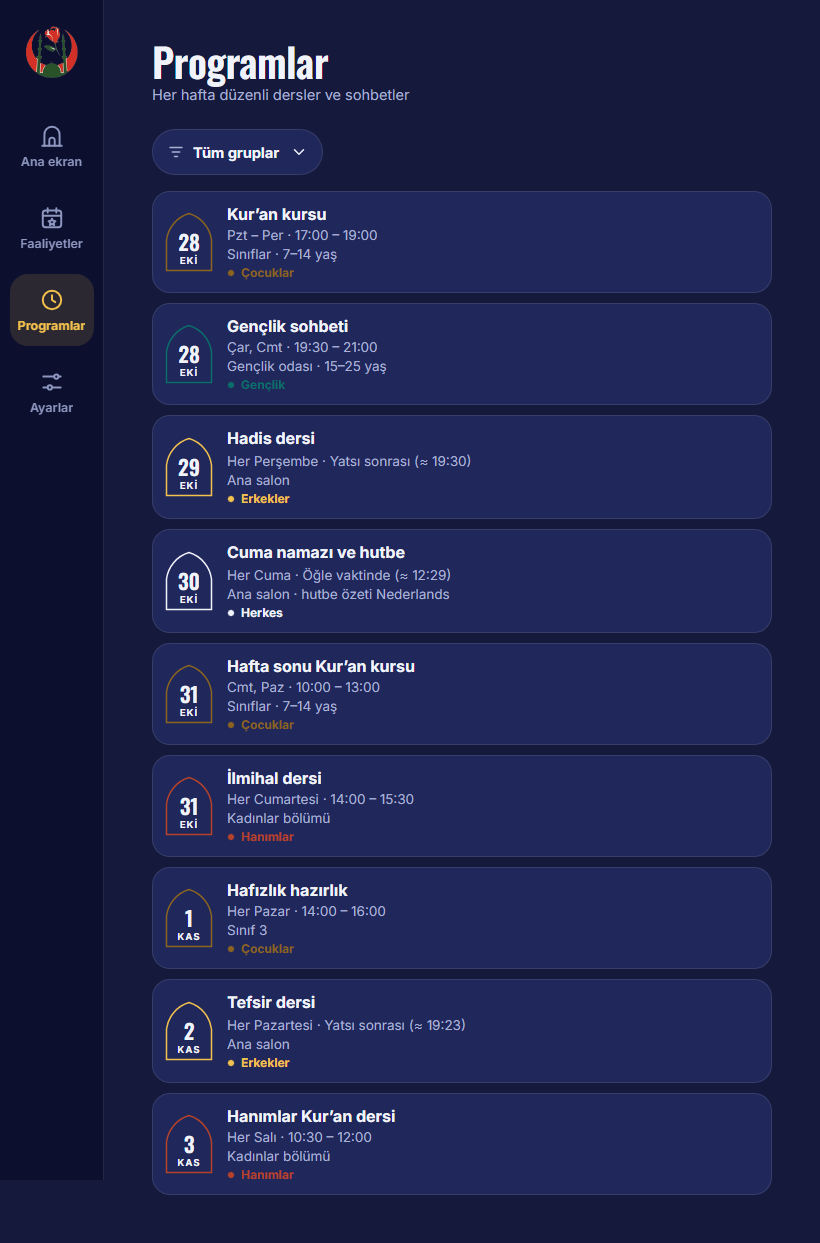 Ana ekran
Faaliyetler
Programlar
Ayarlar
Programlar
Her hafta düzenli dersler ve sohbetler
Tüm gruplar
28
EKİ
Kur’an kursu
Pzt – Per · 17:00 – 19:00
Sınıflar · 7–14 yaş
Çocuklar
28
EKİ
Gençlik sohbeti
Çar, Cmt · 19:30 – 21:00
Gençlik odası · 15–25 yaş
Gençlik
29
EKİ
Hadis dersi
Her Perşembe · Yatsı sonrası (≈ 19:30)
Ana salon
Erkekler
30
EKİ
Cuma namazı ve hutbe
Her Cuma · Öğle vaktinde (≈ 12:29)
Ana salon · hutbe özeti Nederlands
Herkes
31
EKİ
Hafta sonu Kur’an kursu
Cmt, Paz · 10:00 – 13:00
Sınıflar · 7–14 yaş
Çocuklar
31
EKİ
İlmihal dersi
Her Cumartesi · 14:00 – 15:30
Kadınlar bölümü
Hanımlar
1
KAS
Hafızlık hazırlık
Her Pazar · 14:00 – 16:00
Sınıf 3
Çocuklar
2
KAS
Tefsir dersi
Her Pazartesi · Yatsı sonrası (≈ 19:23)
Ana salon
Erkekler
3
KAS
Hanımlar Kur’an dersi
Her Salı · 10:30 – 12:00
Kadınlar bölümü
Hanımlar